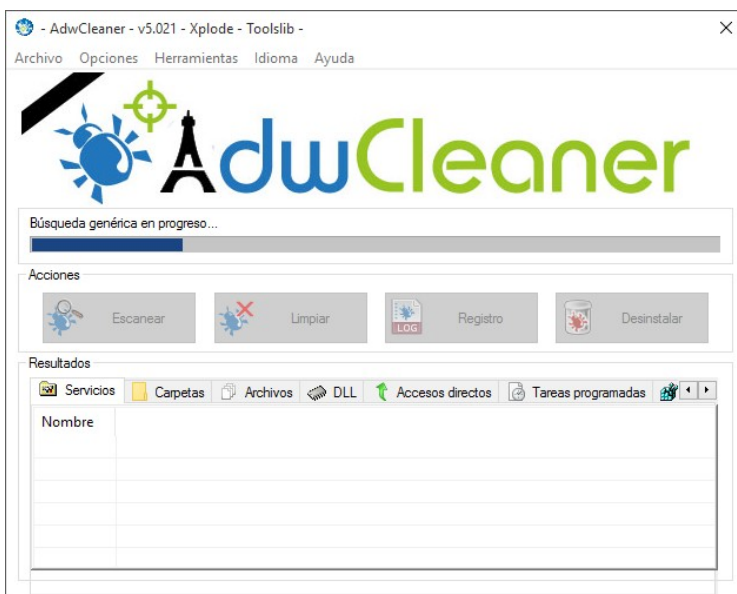 - AdwCleaner - v5.021 - Xplode - Toolslib -
Archivo Opciones Herramientas Idioma Ayuda
AdwCleaner
Búsqueda genérica en progreso...
Acciones
Escanear Limpiar LOG Registro Desinstalar
Resultados
Servicios Carpetas Archivos DLL Accesos directos Tareas programadas
Nombre